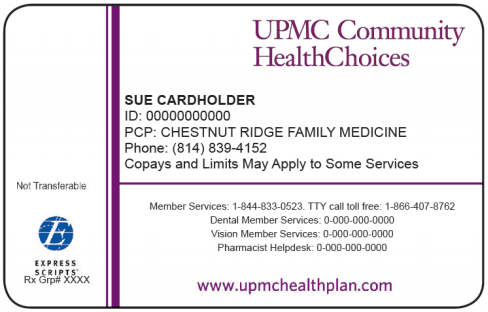 UPMC Community
HealthChoices
SUE CARDHOLDER
ID: 00000000000
PCP: CHESTNUT RIDGE FAMILY MEDICINE
Phone: (814) 839-4152
Copays and Limits May Apply to Some Services
Not Transferable
EXPRESS
SCRIPTS®
Rx Grp# XXXX
Member Services: 1-844-833-0523. TTY call toll free: 1-866-407-8762
Dental Member Services: 0-000-000-0000
Vision Member Services: 0-000-000-0000
Pharmacist Helpdesk: 0-000-000-0000
www.upmchealthplan.com